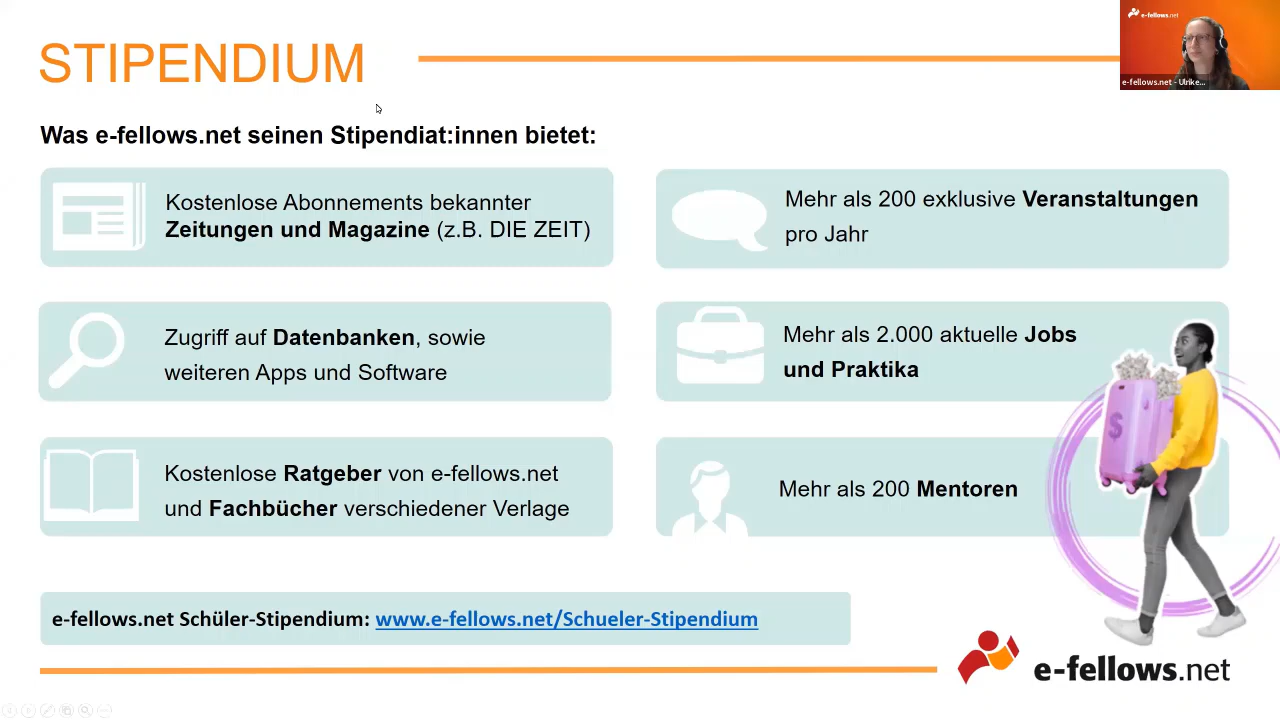 STIPENDIUM
e-fellows.net
e-fellows.net - Ulrike...
Was e-fellows.net seinen Stipendiat:innen bietet:
Kostenlose Abonnements bekannter
Zeitungen und Magazine (z.B. DIE ZEIT)
Mehr als 200 exklusive Veranstaltungen
pro Jahr
Zugriff auf Datenbanken, sowie
weiteren Apps und Software
Mehr als 2.000 aktuelle Jobs
und Praktika
$
Kostenlose Ratgeber von e-fellows.net
und Fachbücher verschiedener Verlage
Mehr als 200 Mentoren
e-fellows.net Schüler-Stipendium: www.e-fellows.net/Schueler-Stipendium
e-fellows.net